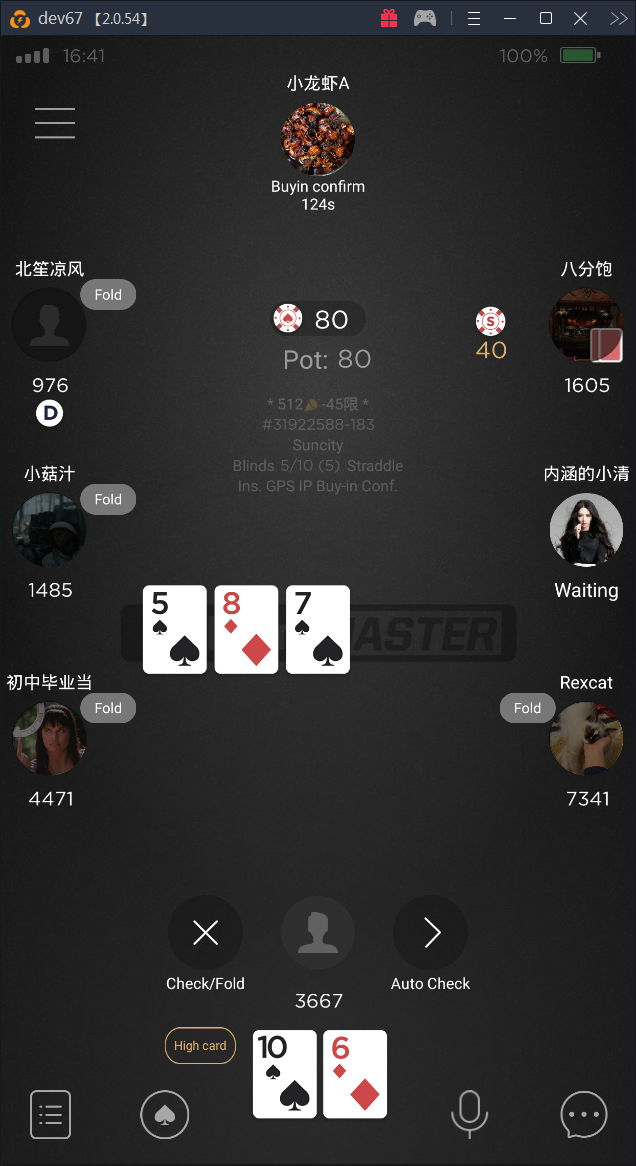 dev67 【2.0.54】
16:41
100%
小龙虾A
Buyin confirm
124s
北笙凉风
Fold
八分饱
80
40
Pot: 80
976
1605
D
* 512 -45限 *
#31922588-183
Suncity
Blinds 5/10 (5) Straddle
Ins. GPS IP Buy-in Conf.
小菇汁
Fold
内涵的小清
1485
Waiting
5
8
7
ASTER
初中毕业当
Fold
Rexcat
Fold
4471
7341
Check/Fold
Auto Check
3667
High card
10
6